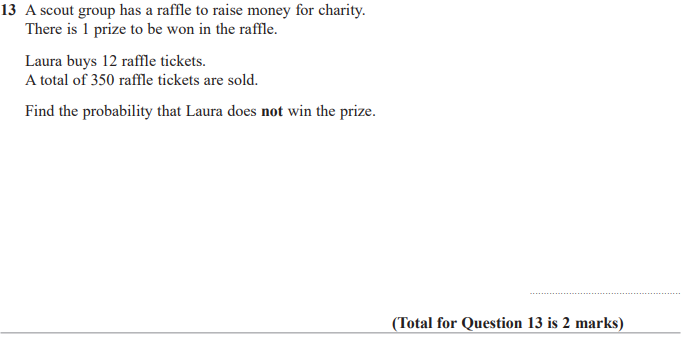 13 A scout group has a raffle to raise money for charity.
There is 1 prize to be won in the raffle.
Laura buys 12 raffle tickets.
A total of 350 raffle tickets are sold.
Find the probability that Laura does not win the prize.
(Total for Question 13 is 2 marks)